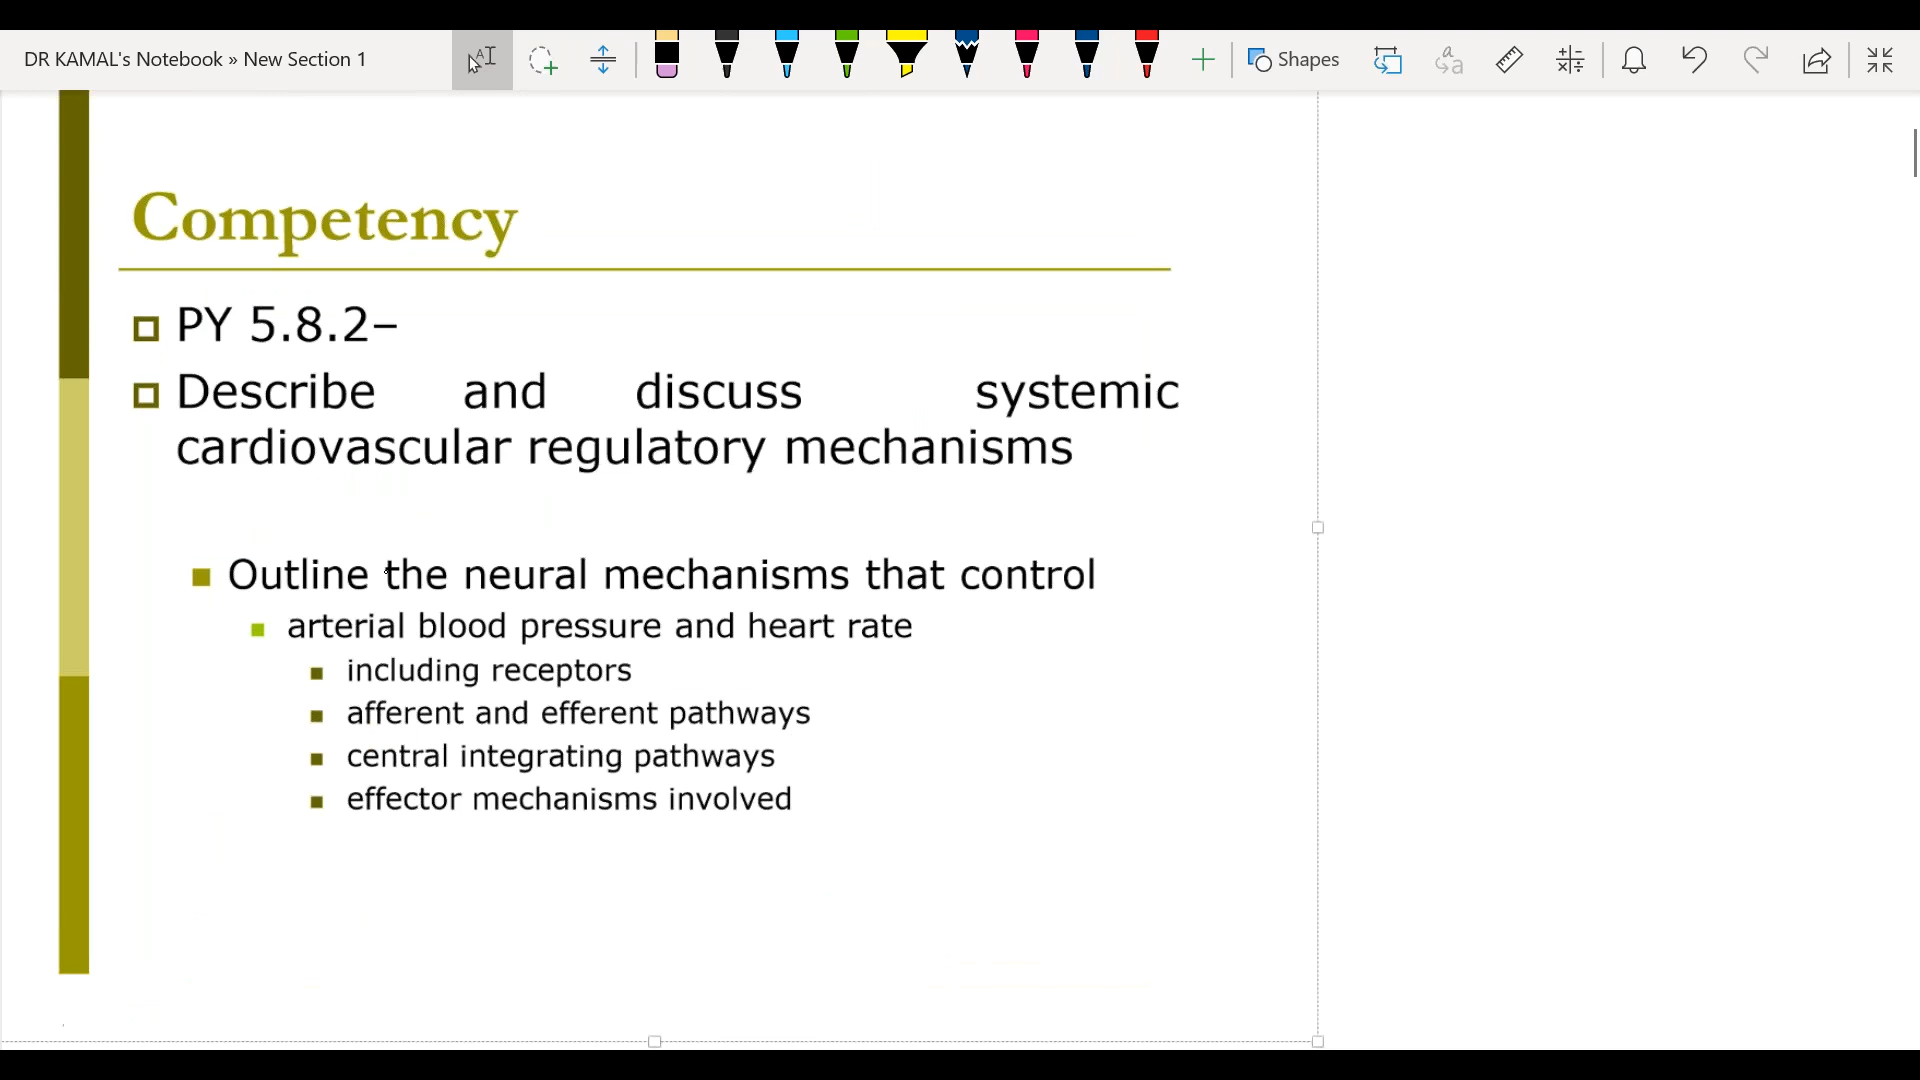 DR KAMAL's Notebook » New Section 1
Shapes
Competency
PY 5.8.2–
Describe and discuss systemic
cardiovascular regulatory mechanisms
Outline the neural mechanisms that control
arterial blood pressure and heart rate
including receptors
afferent and efferent pathways
central integrating pathways
effector mechanisms involved